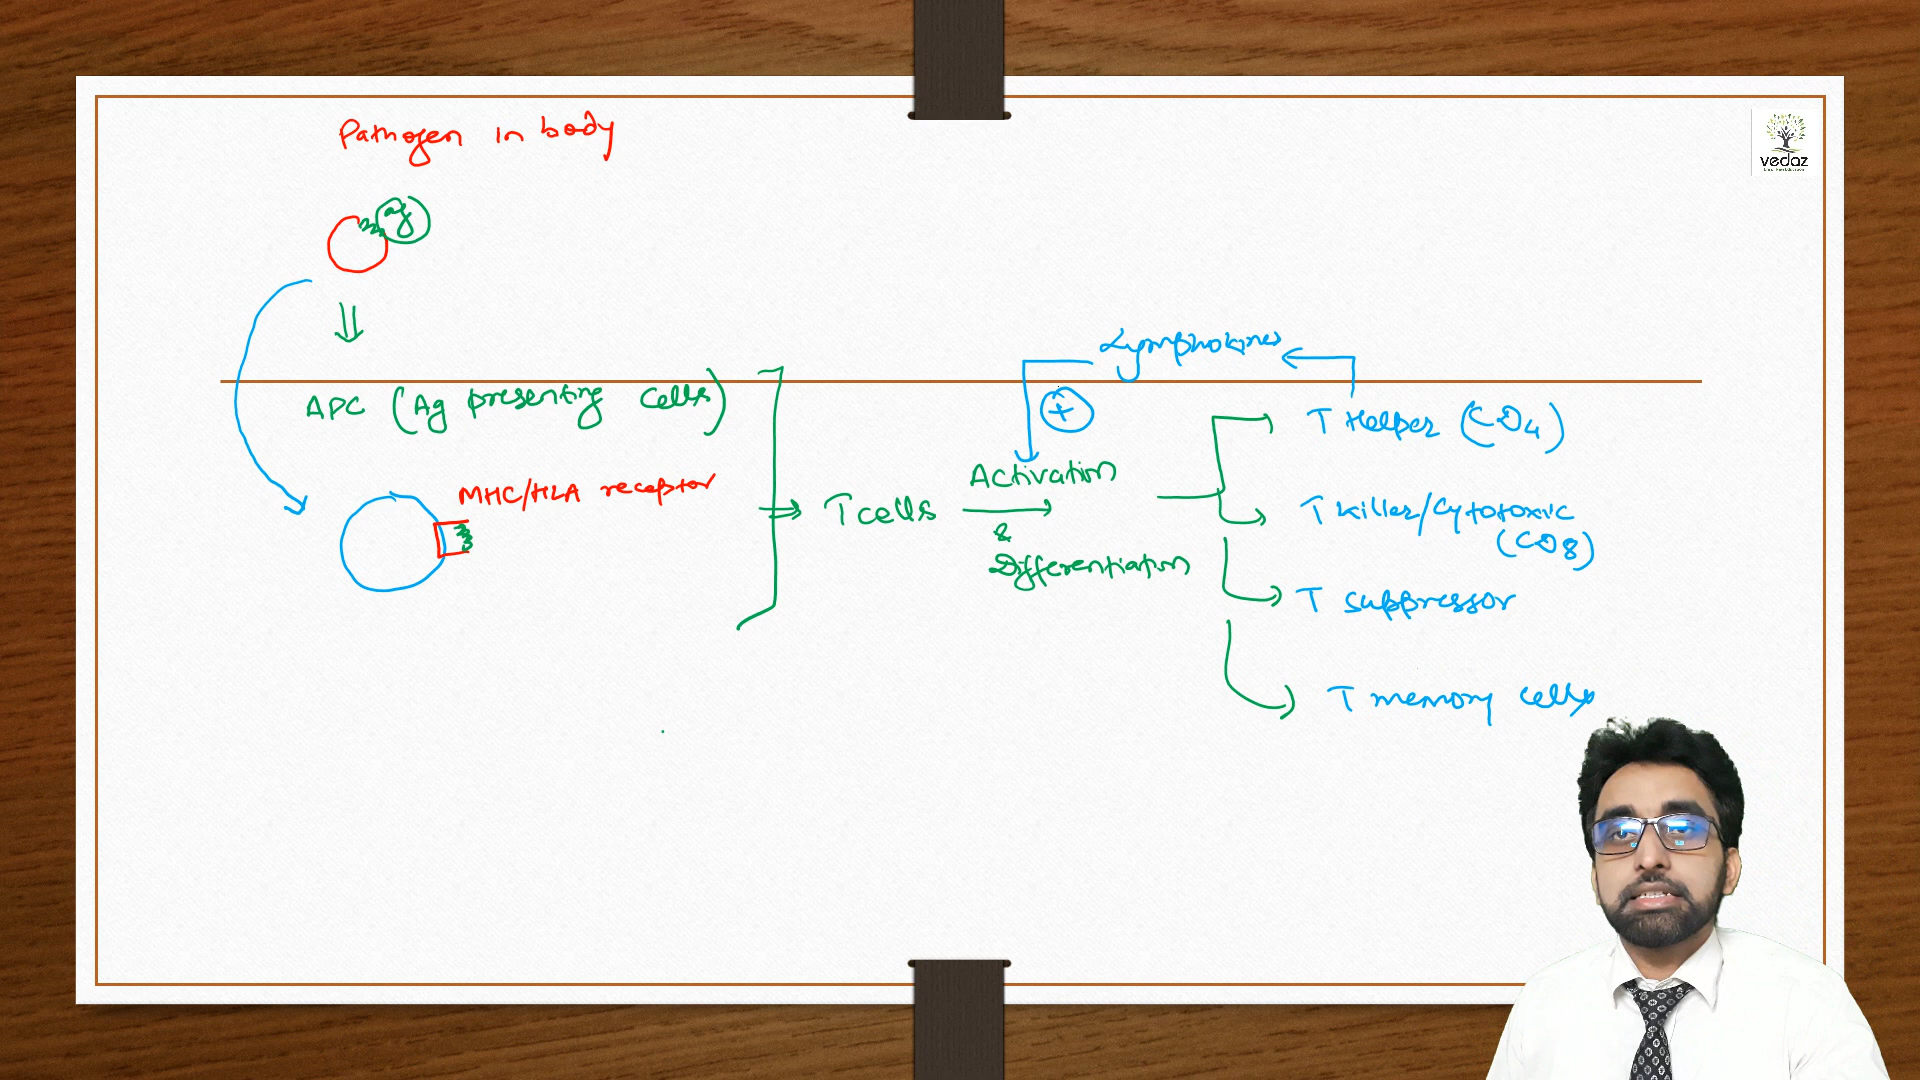 Pathogen in body
ag
APC (Ag presenting cells)
MHC/HLA receptor
T cells
Activation
&
Differentiation
Lymphokines
+
T Helper (CD4)
T killer/Cytotoxic
(CD8)
T suppressor
T memory cells
vedaz